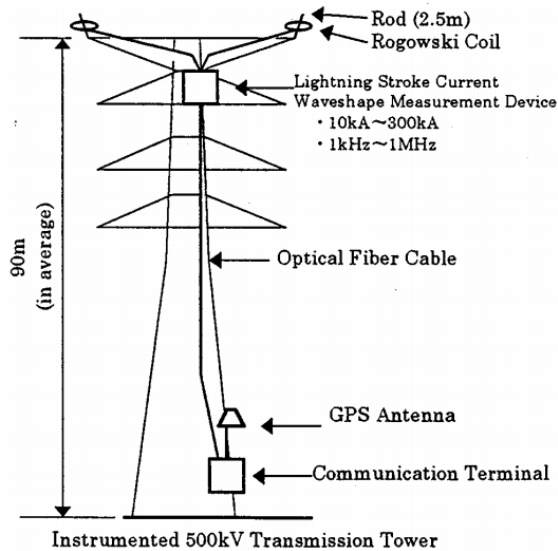 Rod (2.5m)
Rogowski Coil
Lightning Stroke Current
Waveshape Measurement Device
・10kA～300kA
・1kHz～1MHz
90m
(in average)
Optical Fiber Cable
GPS Antenna
Communication Terminal
Instrumented 500kV Transmission Tower